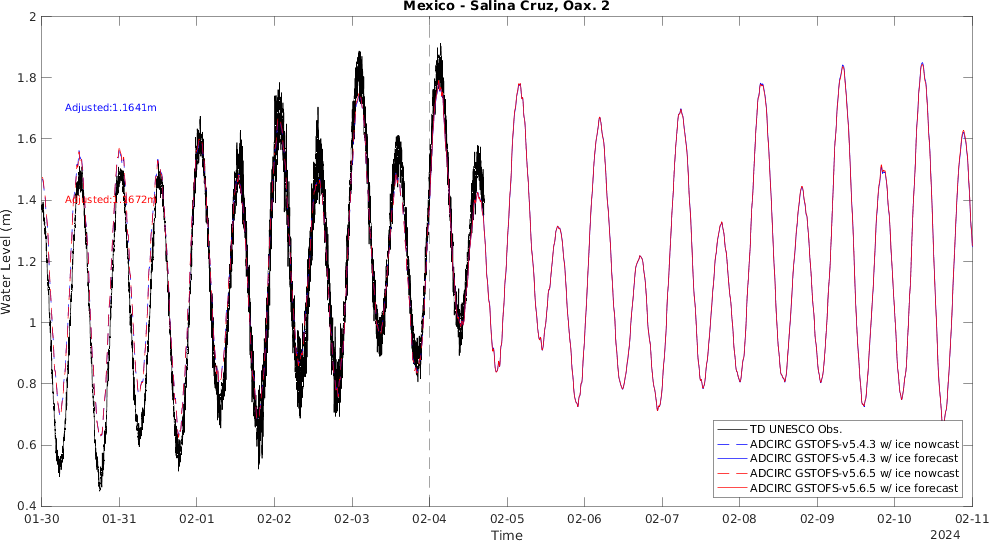 Mexico - Salina Cruz, Oax. 2
Water Level (m)
2
1.8
1.6
1.4
1.2
1
0.8
0.6
0.4
Adjusted:1.1641m
Adjusted:1.1672m
TD UNESCO Obs.
ADCIRC GSTOFS-v5.4.3 w/ ice nowcast
ADCIRC GSTOFS-v5.4.3 w/ ice forecast
ADCIRC GSTOFS-v5.6.5 w/ ice nowcast
ADCIRC GSTOFS-v5.6.5 w/ ice forecast
01-30 01-31 02-01 02-02 02-03 02-04 02-05 02-06 02-07 02-08 02-09 02-10 02-11
Time
2024